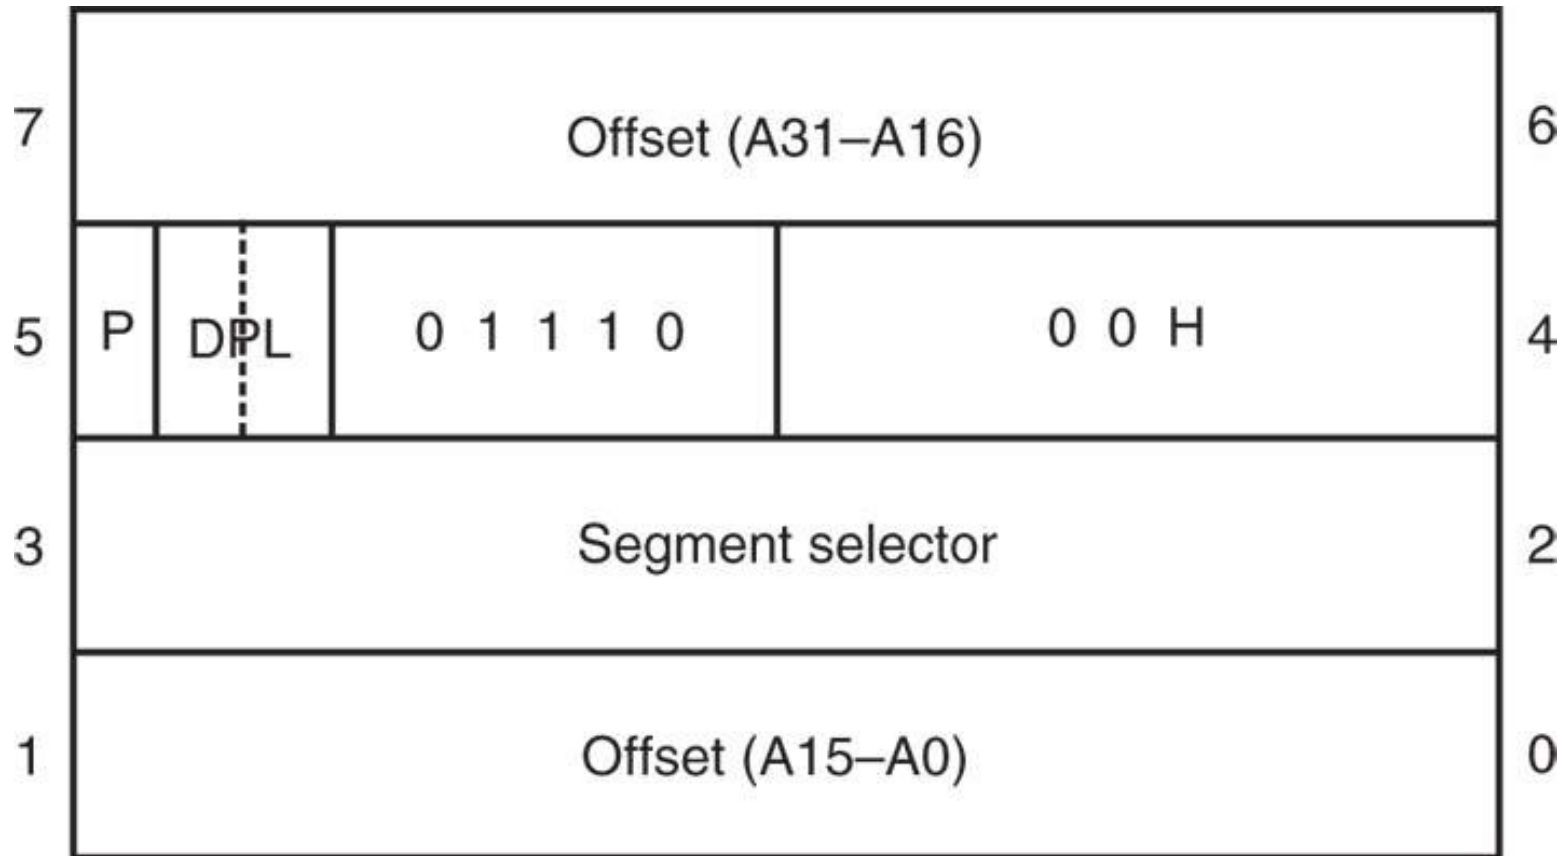 7 Offset (A31–A16) 6
5 P DPL 0 1 1 1 0 0 0 H 4
3 Segment selector 2
1 Offset (A15–A0) 0